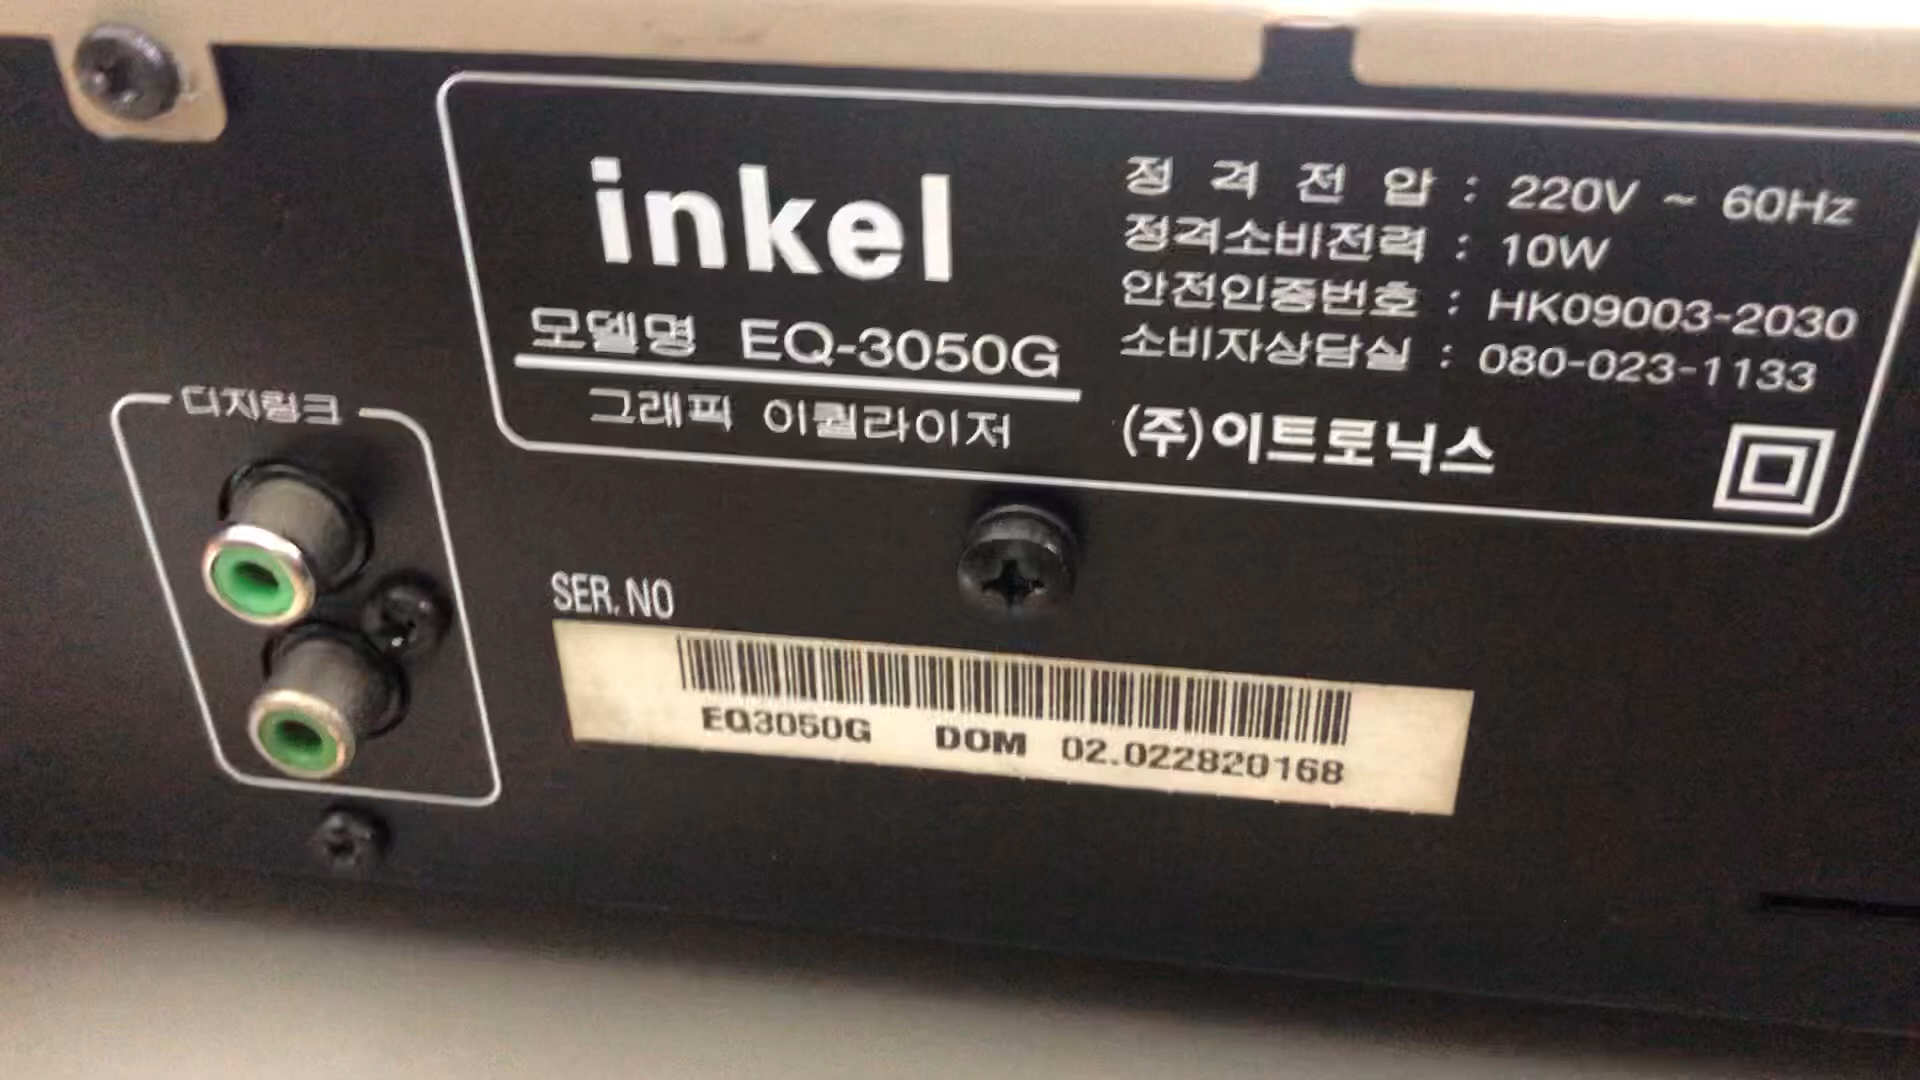 inkel
모델명 EQ-3050G
그래픽 이퀄라이저
정격전압 : 220V ~ 60Hz
정격소비전력 : 10W
안전인증번호 : HK09003-2030
소비자상담실 : 080-023-1133
(주)이트로닉스
디지링크
SER. NO
EQ3050G DOM 02.022820168